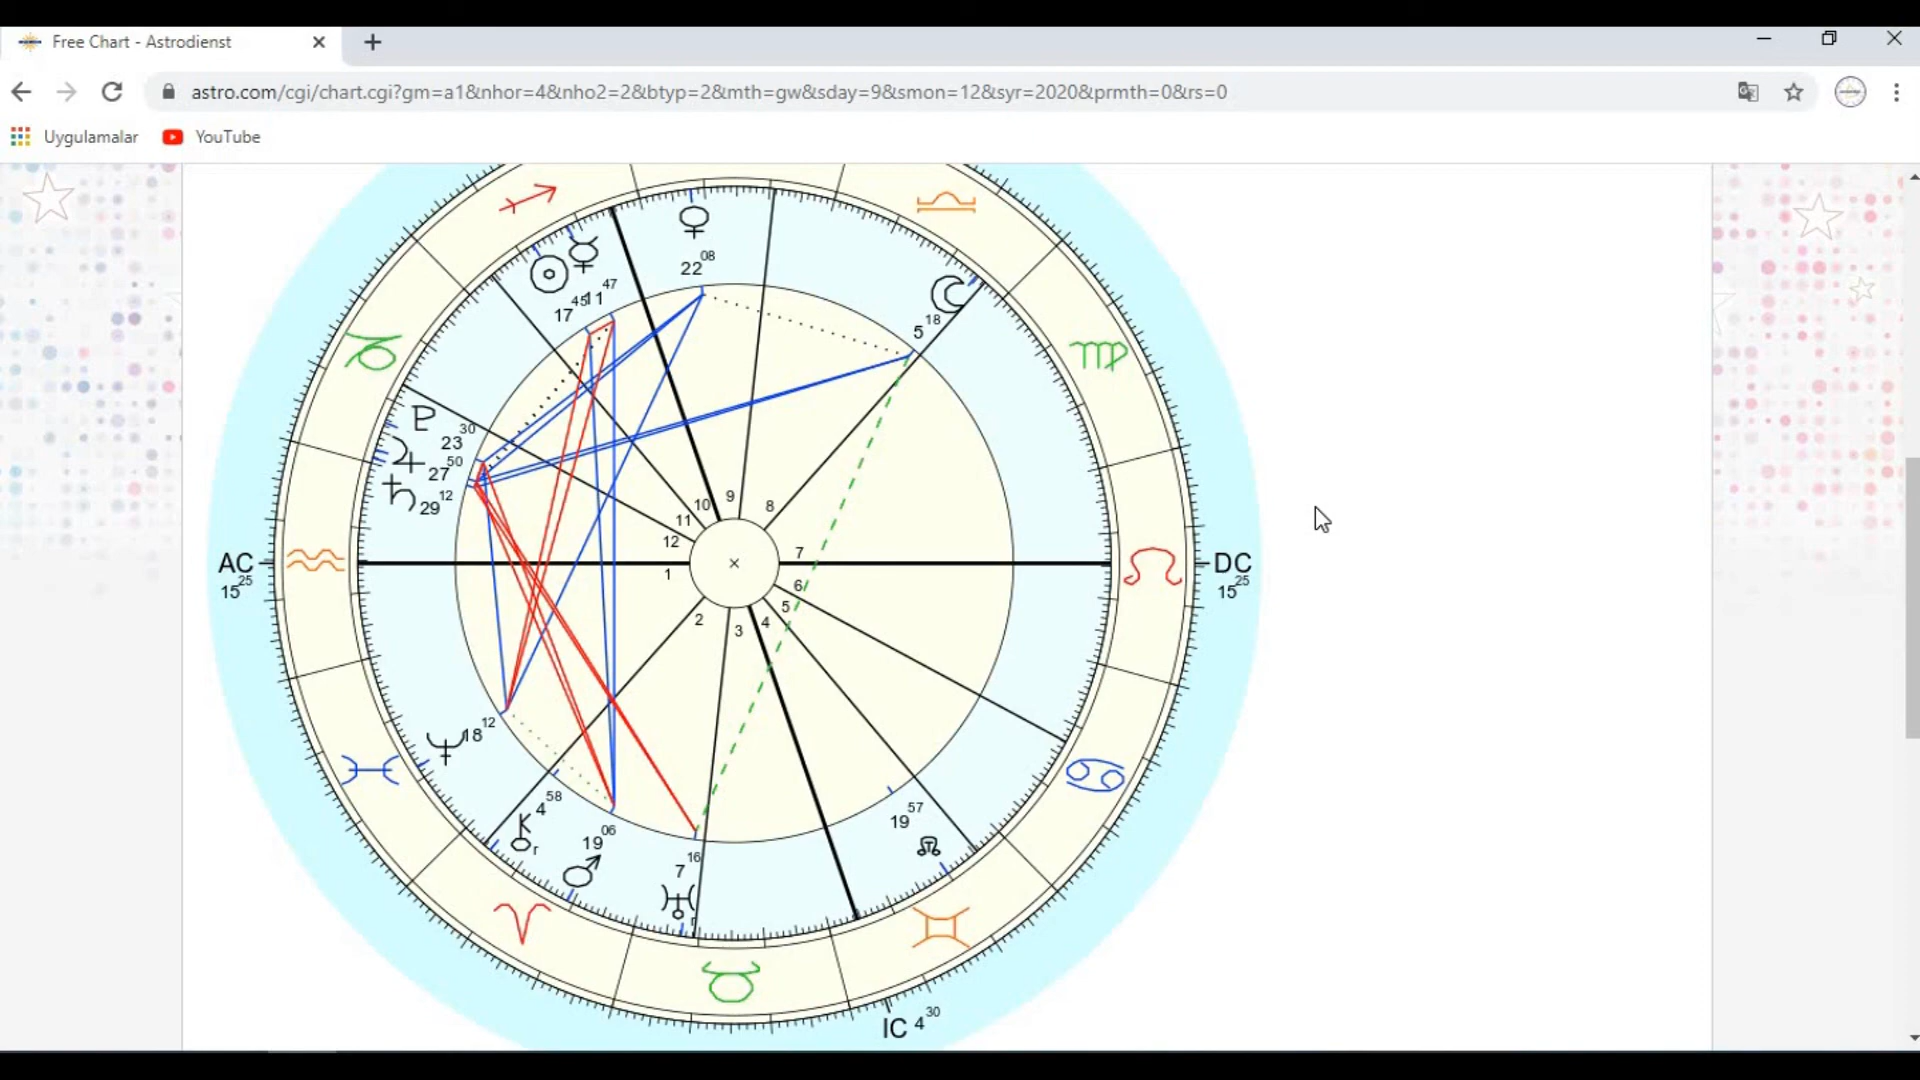 Free Chart - Astrodienst
astro.com/cgi/chart.cgi?gm=a1&nhor=4&nho2=2&btyp=2&mth=gw&sday=9&smon=12&syr=2020&prmth=0&rs=0
Uygulamalar
YouTube
22 08
17 45
11 47
5 18
23 30
27 50
29 12
9
10
8
11
12
7
AC
15 25
DC
15 25
1
6
5
2
3
4
18 12
4 58
r
19 06
7 16
r
19 57
IC 4 30